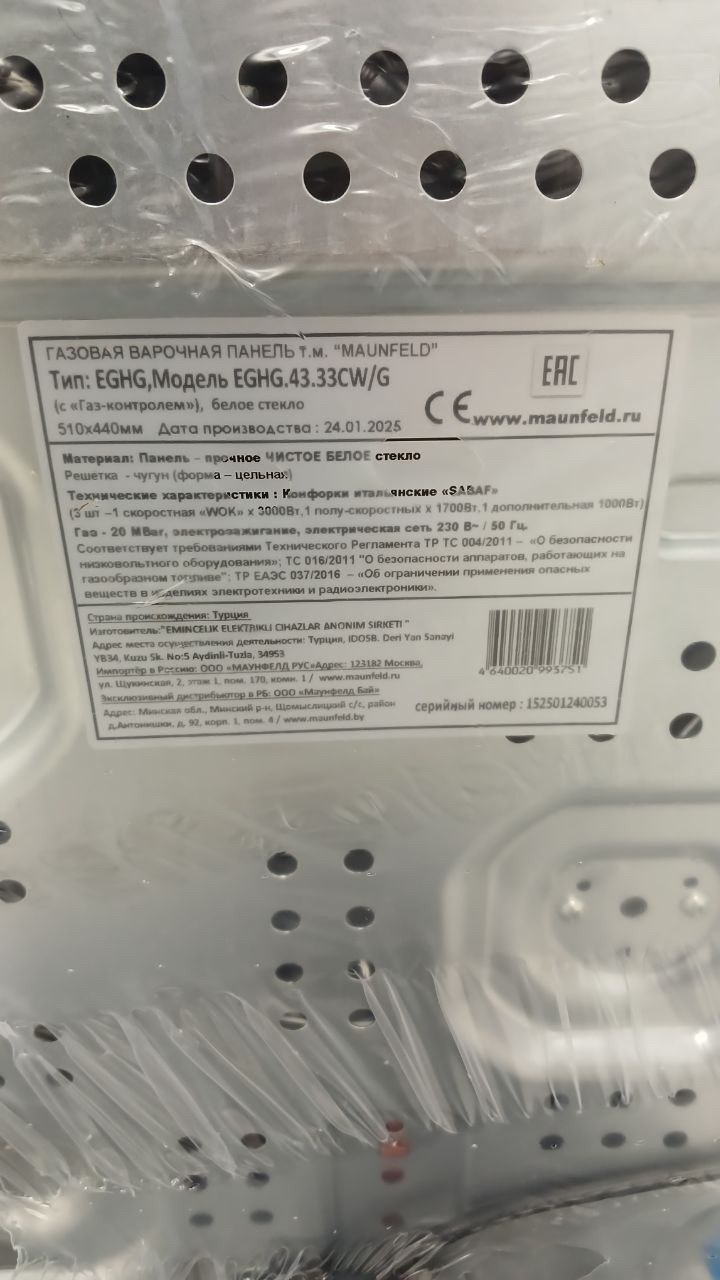 ГАЗОВАЯ ВАРОЧНАЯ ПАНЕЛЬ т.м. “MAUNFELD”
Тип: EGHG,Модель EGHG.43.33CW/G
(с «Газ-контролем»), белое стекло
510х440мм Дата производства : 24.01.2025
EAC
CE www.maunfeld.ru
Материал: Панель – прочное ЧИСТОЕ БЕЛОЕ стекло
Решетка - чугун (форма – цельная)
Технические характеристики : Конфорки итальянские «SABAF»
(3 шт –1 скоростная «WOK» х 3000Вт,1 полу-скоростных х 1700Вт,1 дополнительная 1000Вт)
Газ - 20 MBar, электрозажигание, электрическая сеть 230 В~ / 50 Гц.
Соответствует требованиями Технического Регламента ТР ТС 004/2011 – «О безопасности
низковольтного оборудования»; ТС 016/2011 "О безопасности аппаратов, работающих на
газообразном топливе"; ТР ЕАЭС 037/2016 – «Об ограничении применения опасных
веществ в изделиях электротехники и радиоэлектроники».
Страна происхождения: Турция
Изготовитель:"EMINCELIK ELEKTRIKLI CIHAZLAR ANONIM SIRKETI "
Адрес места осуществления деятельности: Турция, IDOSB. Deri Yan Sanayi
YB34, Kuzu Sk. No:5 Aydinli-Tuzla, 34953
Импортёр в Россию: ООО «МАУНФЕЛД РУС»Адрес: 123182 Москва,
ул. Щукинская, 2, этаж 1, пом. 170, комн. 1 / www.maunfeld.ru
Эксклюзивный дистрибьютор в РБ: ООО «Маунфелд Бай»
Адрес: Минская обл., Минский р-н, Щомыслицкий с/с, район
д.Антонишки, д. 92, корп. 1, пом. 4 / www.maunfeld.by
4 640020 993751
серийный номер : 152501240053